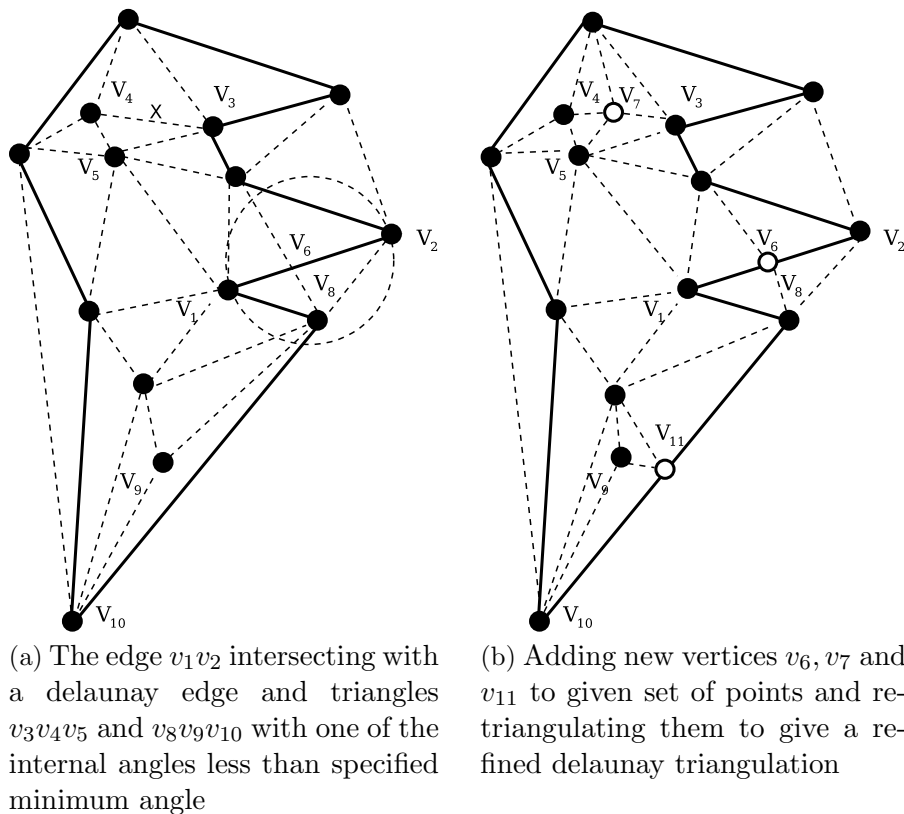 V4
X
V3
V5
V2
V6
V8
V1
V9
V10
(a) The edge v1v2 intersecting with
a delaunay edge and triangles
v3v4v5 and v8v9v10 with one of the
internal angles less than specified
minimum angle
V4
V7
V3
V5
V6
V2
V8
V1
V11
V9
V10
(b) Adding new vertices v6, v7 and
v11 to given set of points and re-
triangulating them to give a re-
fined delaunay triangulation